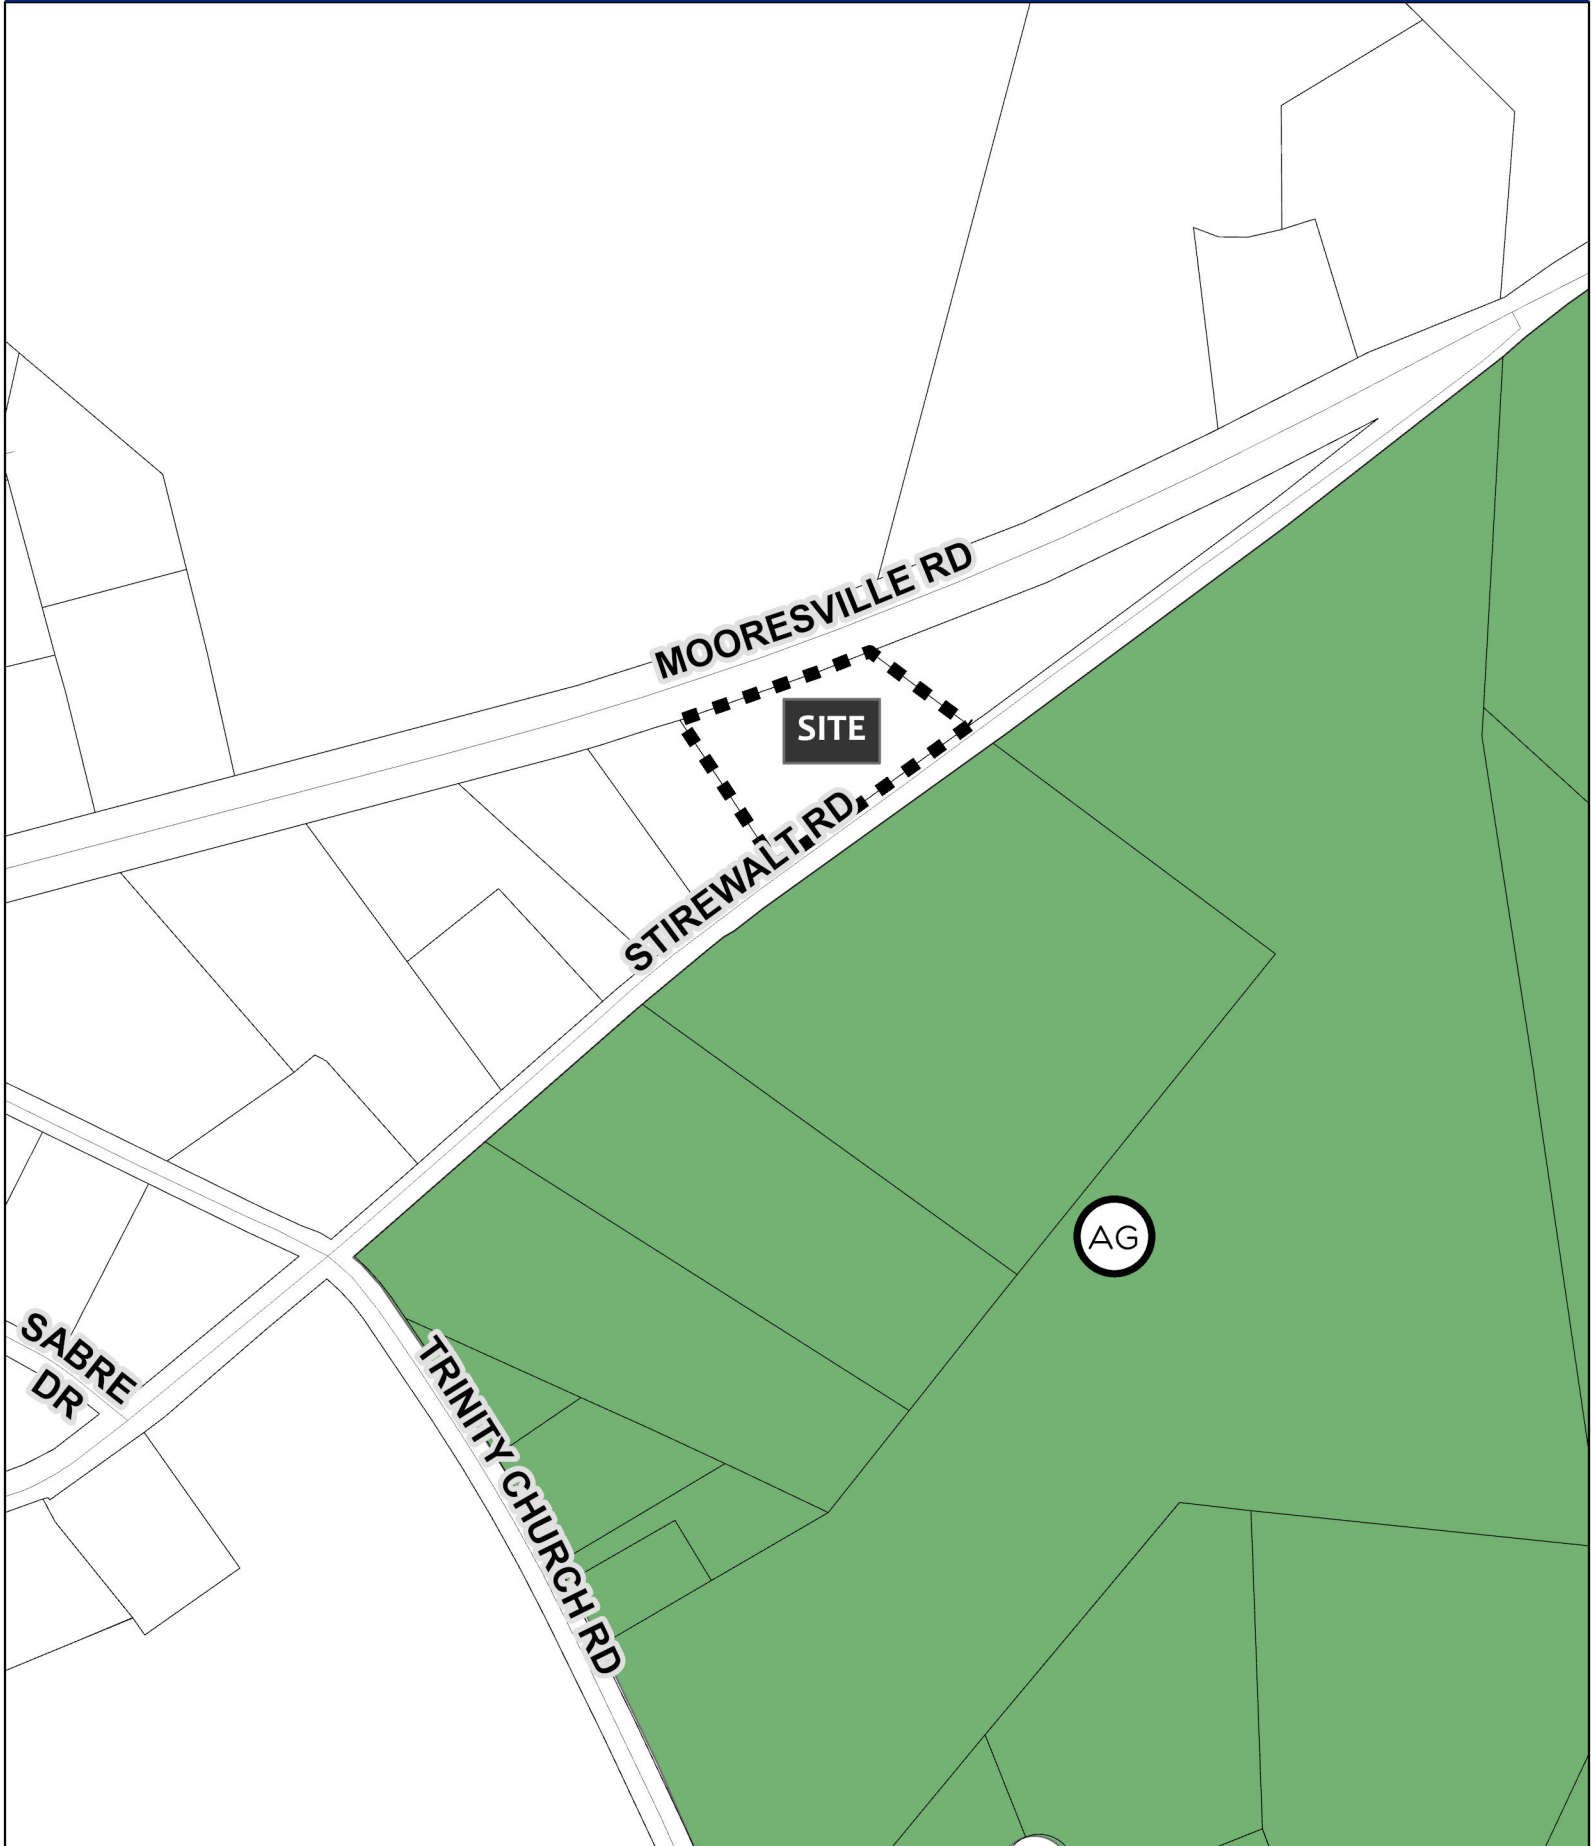 MOORESVILLE RD
SITE
STIREWALT RD
AG
SABRE
DR
TRINITY CHURCH RD